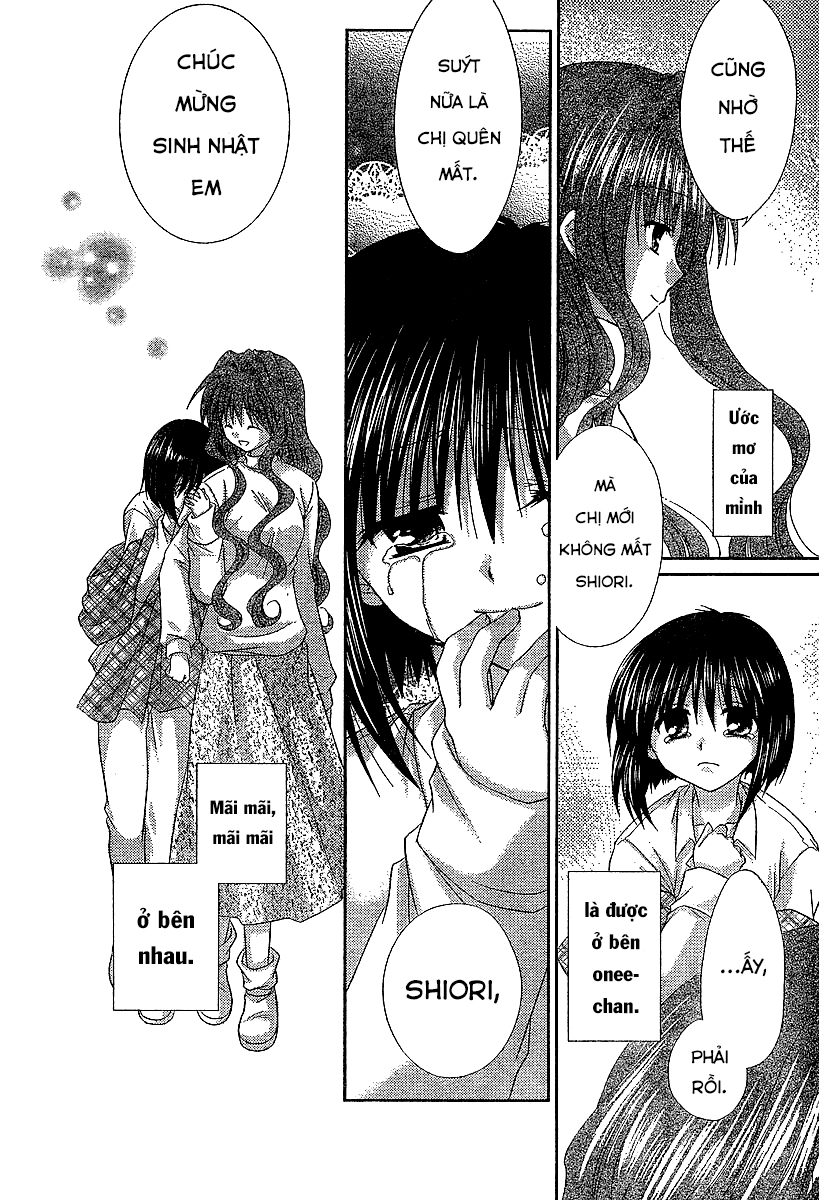 CŨNG
NHỜ
THẾ
MÀ
CHỊ MỚI
KHÔNG MẤT
SHIORI.
Ước
mơ
của
mình
là được
ở bên
onee-
chan.
...ẤY,
PHẢI
RỒI.
SUÝT
NỮA LÀ
CHỊ QUÊN
MẤT.
SHIORI,
CHÚC
MỪNG
SINH NHẬT
EM
Mãi mãi,
mãi mãi
ở bên
nhau.